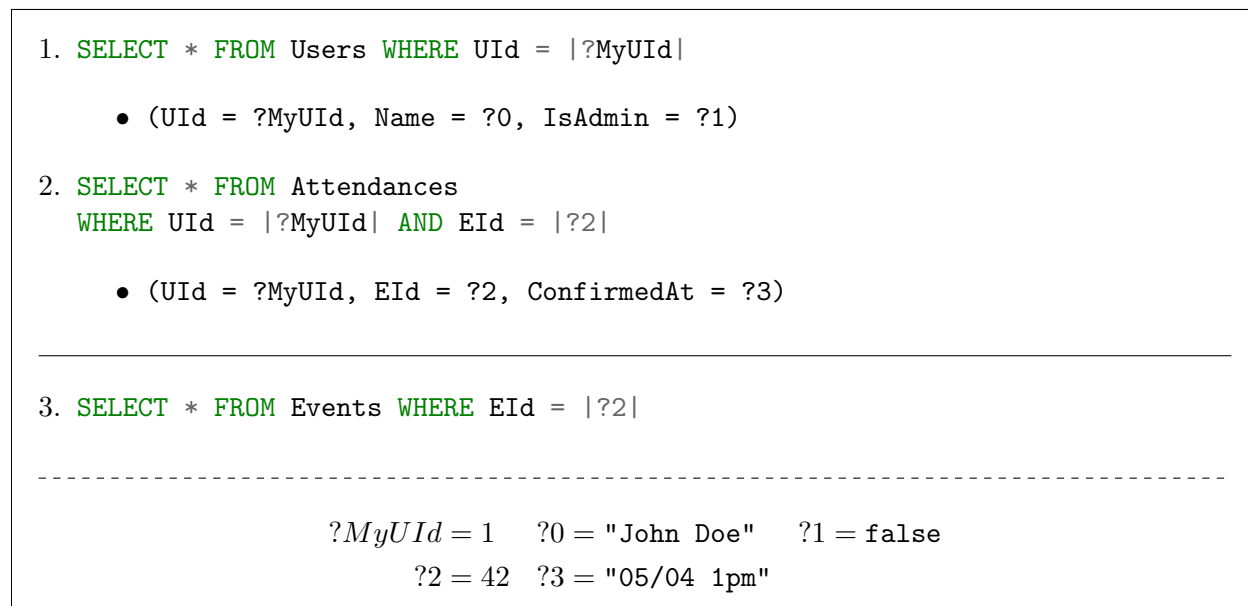 1. SELECT * FROM Users WHERE UId = |?MyUId|
• (UId = ?MyUId, Name = ?0, IsAdmin = ?1)
2. SELECT * FROM Attendances
WHERE UId = |?MyUId| AND EId = |?2|
• (UId = ?MyUId, EId = ?2, ConfirmedAt = ?3)
3. SELECT * FROM Events WHERE EId = |?2|
?MyUId = 1 ?0 = "John Doe" ?1 = false
?2 = 42 ?3 = "05/04 1pm"